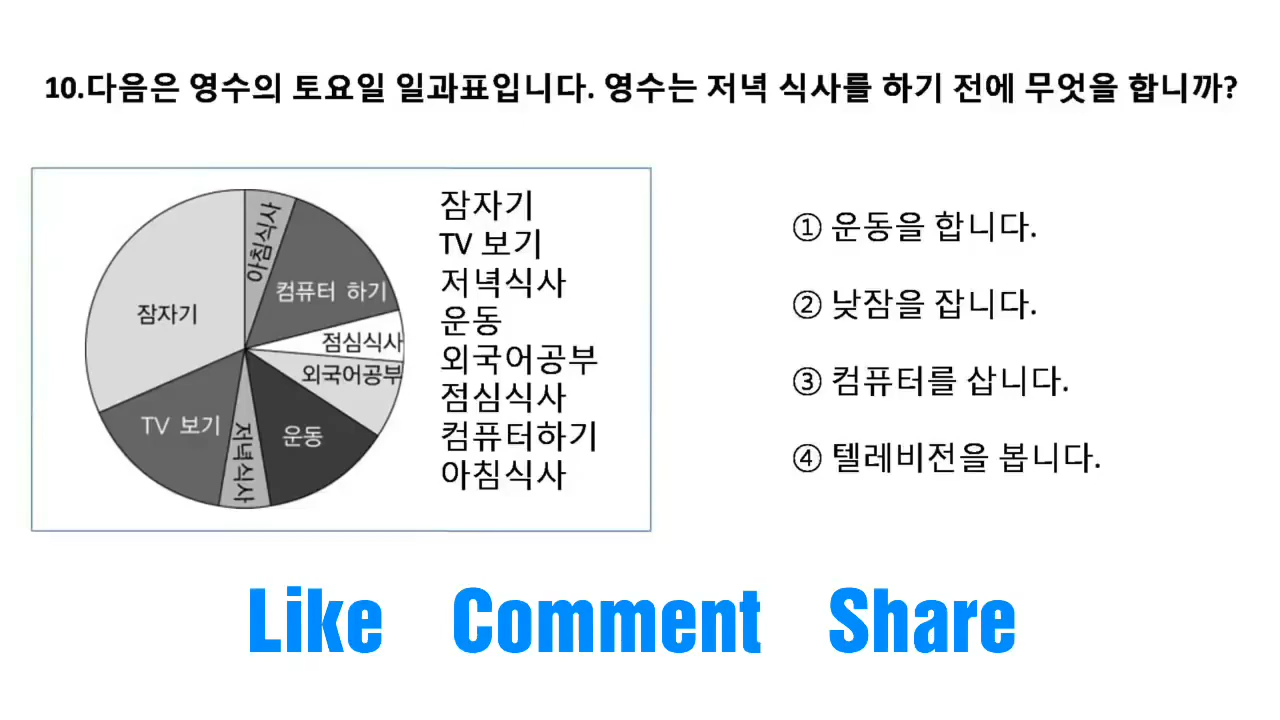 10.다음은 영수의 토요일 일과표입니다. 영수는 저녁 식사를 하기 전에 무엇을 합니까?
아침식사
컴퓨터 하기
잠자기
점심식사
외국어공부
TV 보기
저녁식사
운동
잠자기
TV 보기
저녁식사
운동
외국어공부
점심식사
컴퓨터하기
아침식사
① 운동을 합니다.
② 낮잠을 잡니다.
③ 컴퓨터를 삽니다.
④ 텔레비전을 봅니다.
Like Comment Share